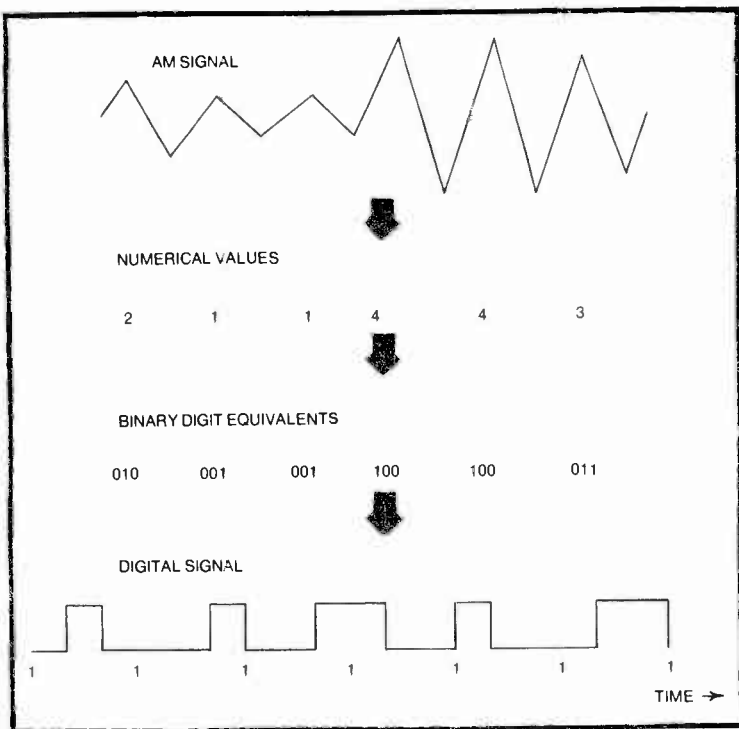 AM SIGNAL
NUMERICAL VALUES
2 1 1 4 4 3
BINARY DIGIT EQUIVALENTS
010 001 001 100 100 011
DIGITAL SIGNAL
1 1 1 1 1 1 1
TIME →